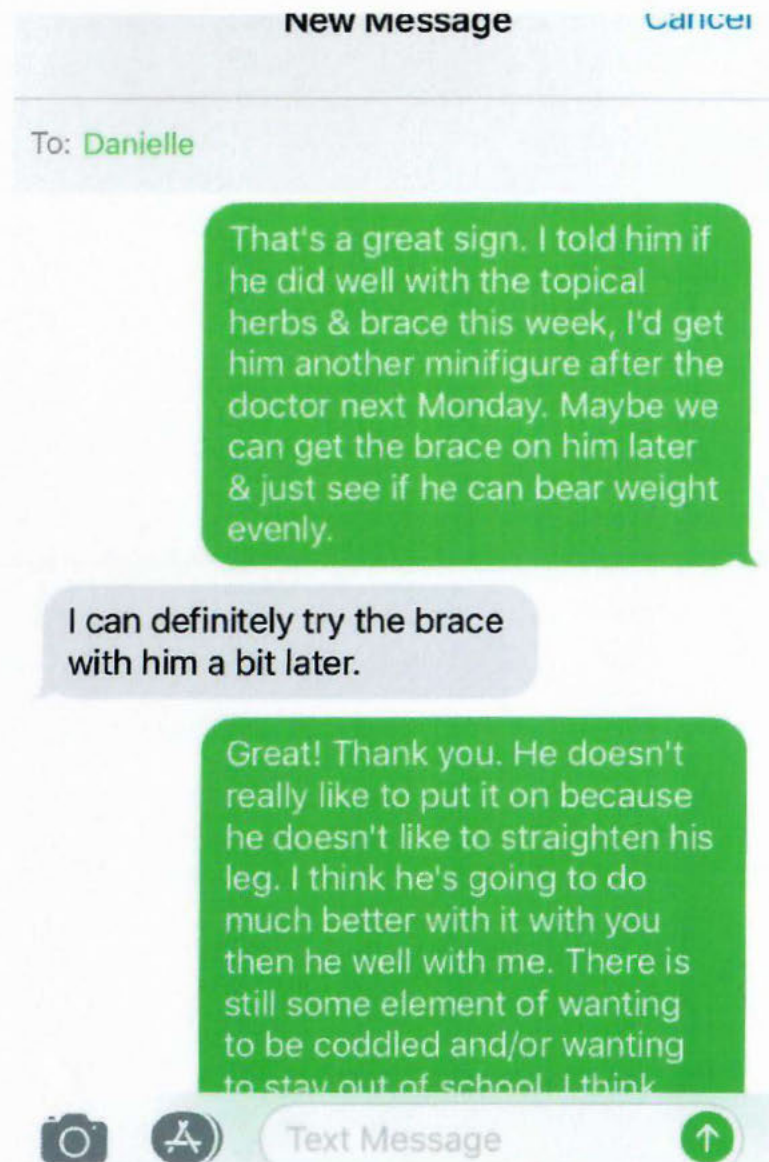 New Message Cancel
To: Danielle
That's a great sign. I told him if
he did well with the topical
herbs & brace this week, I'd get
him another minifigure after the
doctor next Monday. Maybe we
can get the brace on him later
& just see if he can bear weight
evenly.
I can definitely try the brace
with him a bit later.
Great! Thank you. He doesn't
really like to put it on because
he doesn't like to straighten his
leg. I think he's going to do
much better with it with you
then he well with me. There is
still some element of wanting
to be coddled and/or wanting
to stay out of school. I think
Text Message